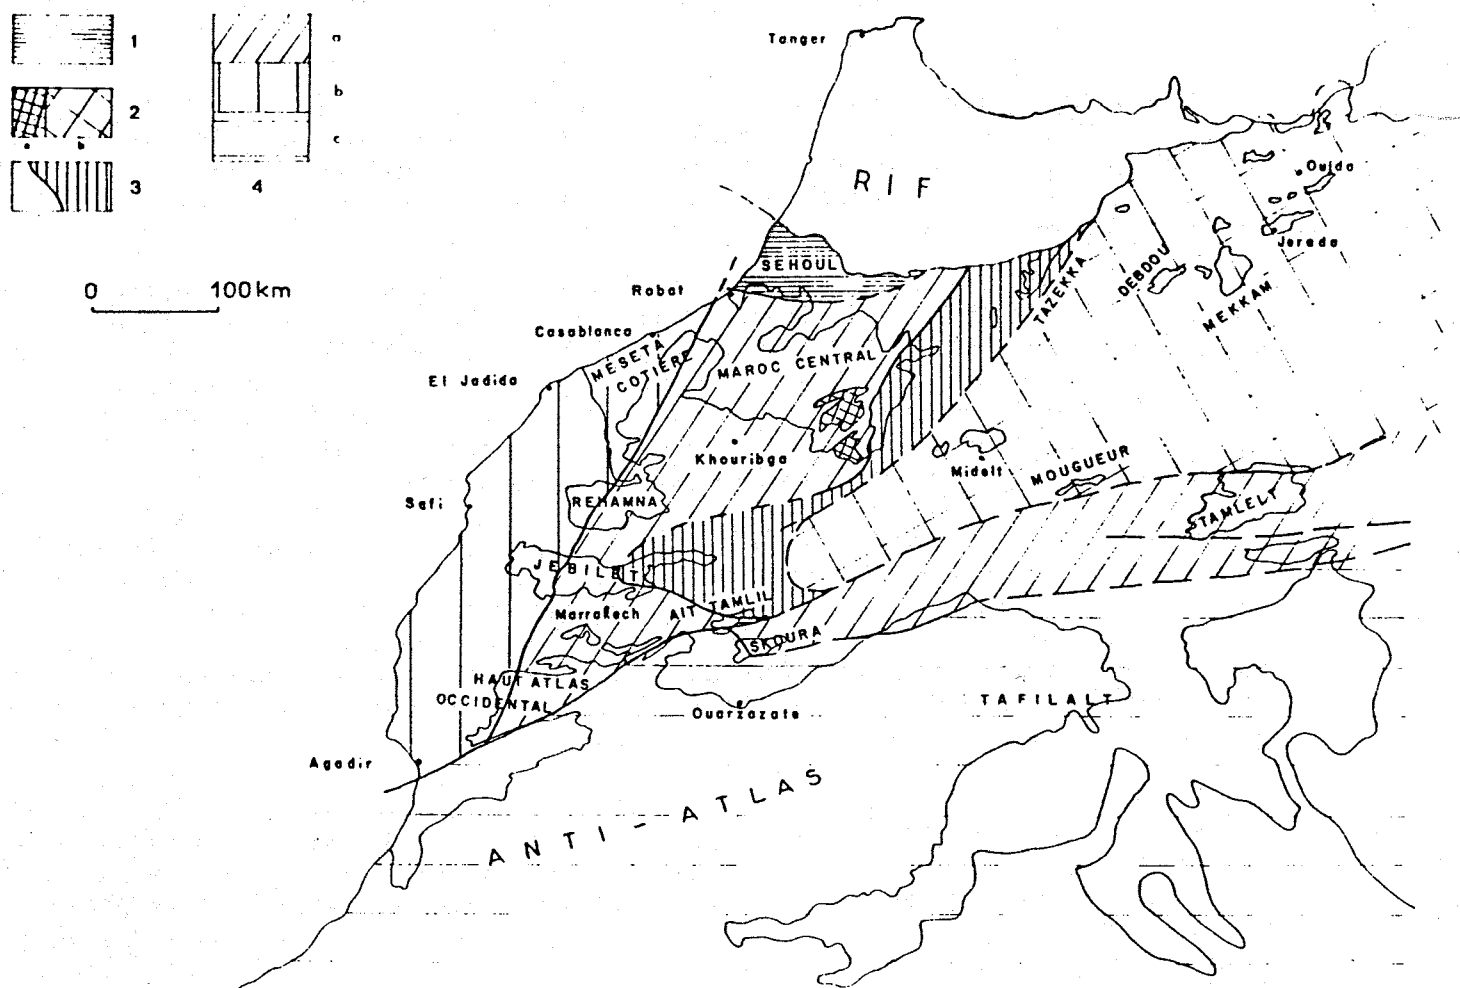 1
2
a b
3
a
b
c
4
0 100km
Tanger
RIF
Oujda
Jerada
SEHOUL
TAZEKKA
DEBDOU
MEKKAM
Rabat
Casablanca
MESETA
COTIÈRE
MAROC CENTRAL
El Jadida
Khouribga
Midelt
MOUGUEUR
TAMLELT
Safi
REHAMNA
JEBILET
Marrakech
AIT TAMLIL
SKOURA
HAUT ATLAS
OCCIDENTAL
Ouarzazate
TAFILALT
Agadir
ANTI-ATLAS